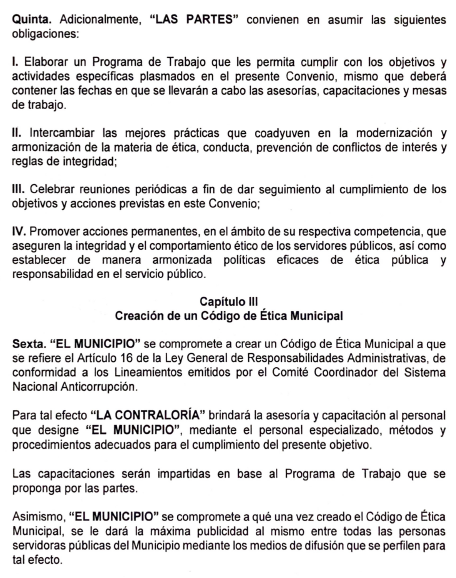 Quinta. Adicionalmente, “LAS PARTES” convienen en asumir las siguientes
obligaciones:
I. Elaborar un Programa de Trabajo que les permita cumplir con los objetivos y
actividades específicas plasmados en el presente Convenio, mismo que deberá
contener las fechas en que se llevarán a cabo las asesorías, capacitaciones y mesas
de trabajo.
II. Intercambiar las mejores prácticas que coadyuven en la modernización y
armonización de la materia de ética, conducta, prevención de conflictos de interés y
reglas de integridad;
III. Celebrar reuniones periódicas a fin de dar seguimiento al cumplimiento de los
objetivos y acciones previstas en este Convenio;
IV. Promover acciones permanentes, en el ámbito de su respectiva competencia, que
aseguren la integridad y el comportamiento ético de los servidores públicos, así como
establecer de manera armonizada políticas eficaces de ética pública y
responsabilidad en el servicio público.
Capítulo III
Creación de un Código de Ética Municipal
Sexta. “EL MUNICIPIO” se compromete a crear un Código de Ética Municipal a que
se refiere el Artículo 16 de la Ley General de Responsabilidades Administrativas, de
conformidad a los Lineamientos emitidos por el Comité Coordinador del Sistema
Nacional Anticorrupción.
Para tal efecto “LA CONTRALORÍA” brindará la asesoría y capacitación al personal
que designe “EL MUNICIPIO”, mediante el personal especializado, métodos y
procedimientos adecuados para el cumplimiento del presente objetivo.
Las capacitaciones serán impartidas en base al Programa de Trabajo que se
proponga por las partes.
Asimismo, “EL MUNICIPIO” se compromete a qué una vez creado el Código de Ética
Municipal, se le dará la máxima publicidad al mismo entre todas las personas
servidoras públicas del Municipio mediante los medios de difusión que se perfilen para
tal efecto.